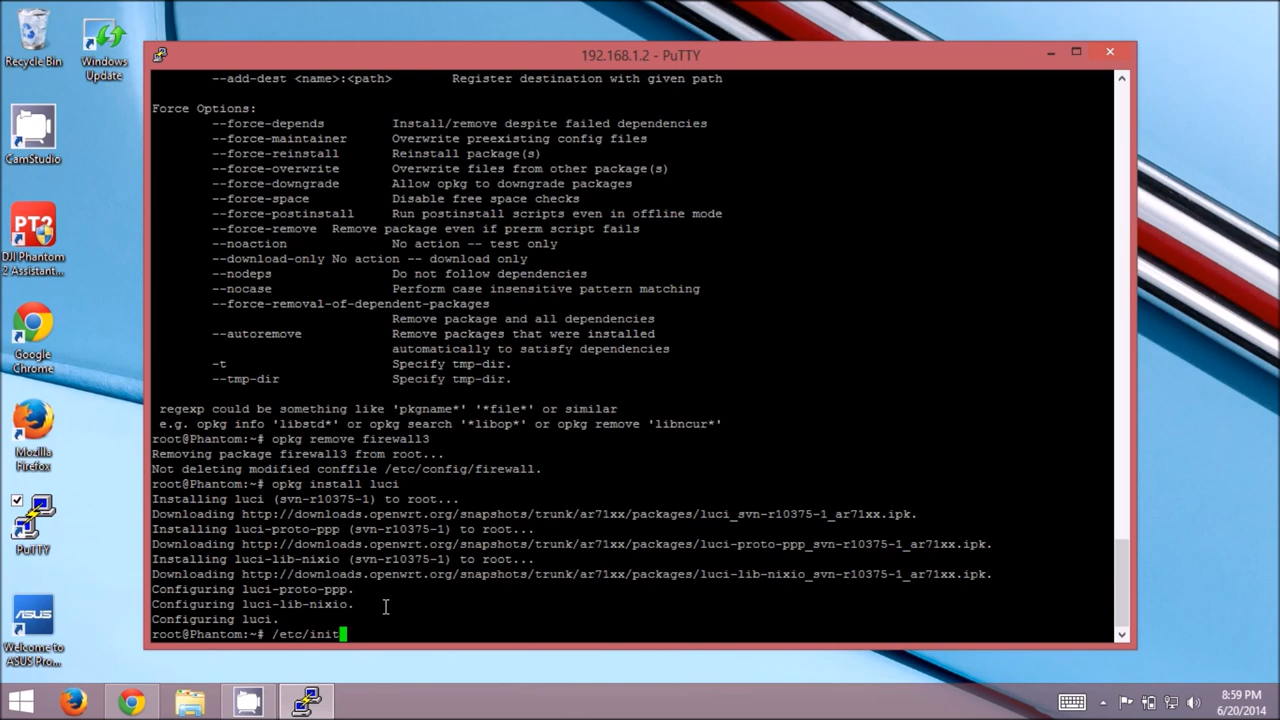 Recycle Bin
Windows
Update
CamStudio
PT2
DJI Phantom
2 Assistant...
Google
Chrome
Mozilla
Firefox
PuTTY
ASUS
Welcome to
ASUS Pro...
192.168.1.2 - PuTTY
--add-dest <name>:<path> Register destination with given path
Force Options:
--force-depends Install/remove despite failed dependencies
--force-maintainer Overwrite preexisting config files
--force-reinstall Reinstall package(s)
--force-overwrite Overwrite files from other package(s)
--force-downgrade Allow opkg to downgrade packages
--force-space Disable free space checks
--force-postinstall Run postinstall scripts even in offline mode
--force-remove Remove package even if prerm script fails
--noaction No action -- test only
--download-only No action -- download only
--nodeps Do not follow dependencies
--nocase Perform case insensitive pattern matching
--force-removal-of-dependent-packages
Remove package and all dependencies
--autoremove Remove packages that were installed
automatically to satisfy dependencies
-t Specify tmp-dir.
--tmp-dir Specify tmp-dir.
regexp could be something like 'pkgname*' '*file*' or similar
e.g. opkg info 'libstd*' or opkg search '*libop*' or opkg remove 'libncur*'
root@Phantom:~# opkg remove firewall3
Removing package firewall3 from root...
Not deleting modified conffile /etc/config/firewall.
root@Phantom:~# opkg install luci
Installing luci (svn-r10375-1) to root...
Downloading http://downloads.openwrt.org/snapshots/trunk/ar71xx/packages/luci_svn-r10375-1_ar71xx.ipk.
Installing luci-proto-ppp (svn-r10375-1) to root...
Downloading http://downloads.openwrt.org/snapshots/trunk/ar71xx/packages/luci-proto-ppp_svn-r10375-1_ar71xx.ipk.
Installing luci-lib-nixio (svn-r10375-1) to root...
Downloading http://downloads.openwrt.org/snapshots/trunk/ar71xx/packages/luci-lib-nixio_svn-r10375-1_ar71xx.ipk.
Configuring luci-proto-ppp.
Configuring luci-lib-nixio.
Configuring luci.
root@Phantom:~# /etc/init
8:59 PM
6/20/2014